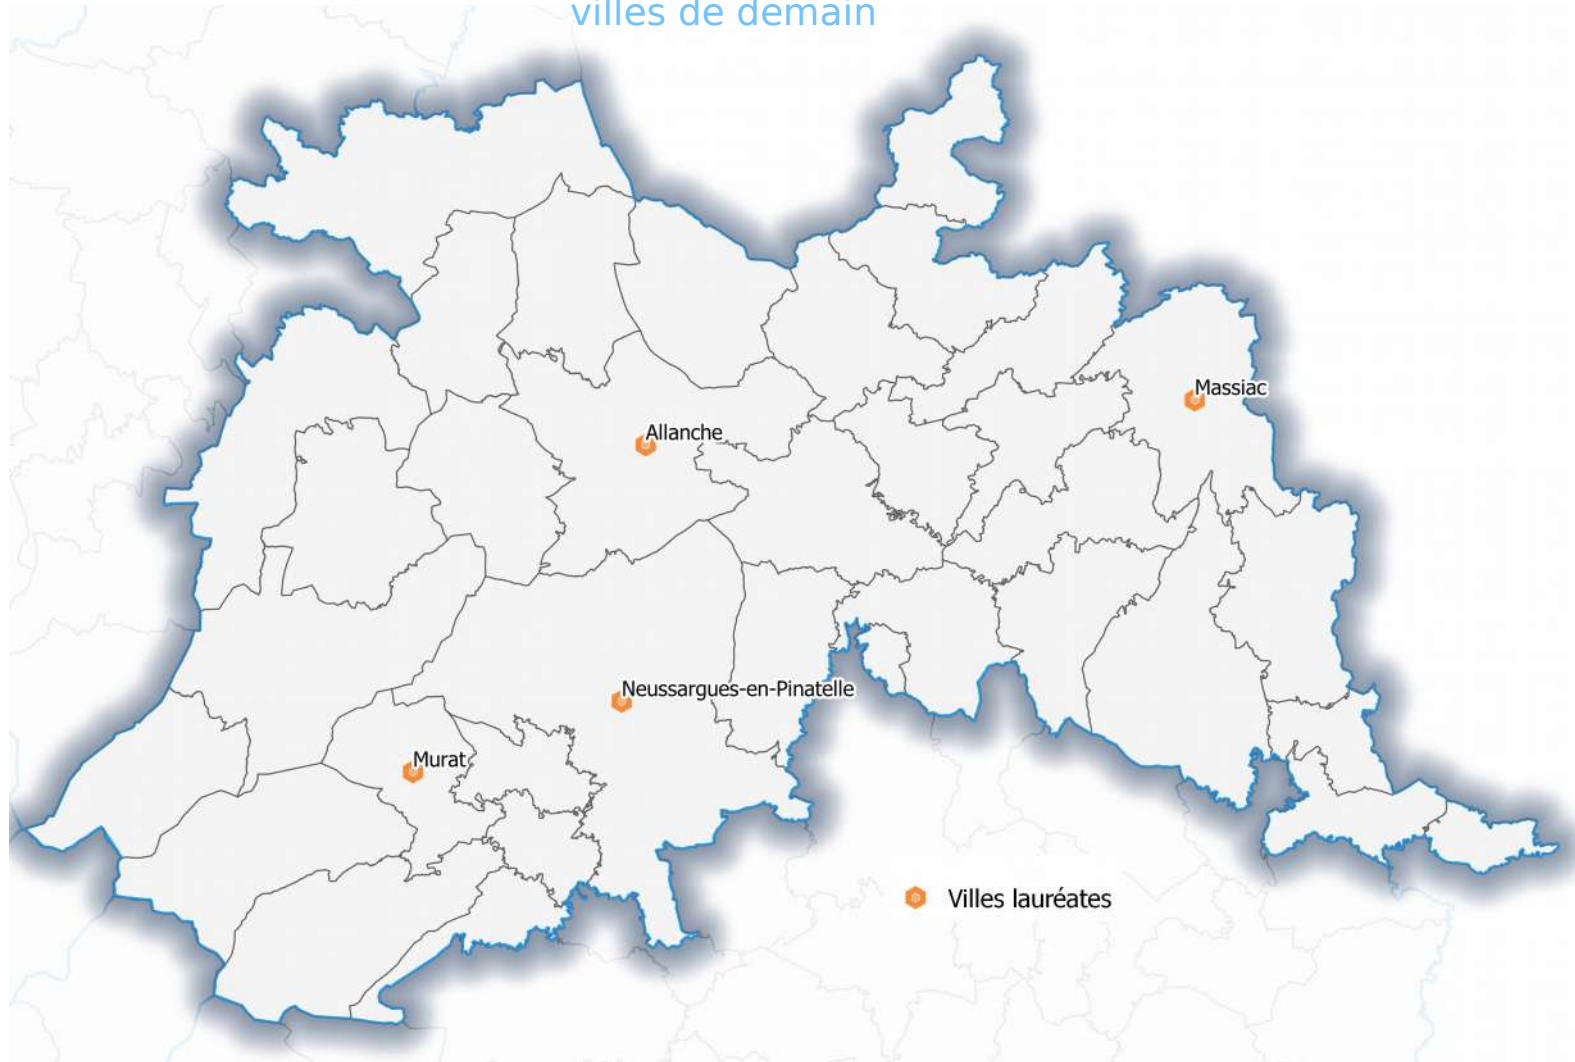 villes de demain
Massiac
Allanche
Neussargues-en-Pinatelle
Murat
Villes lauréates